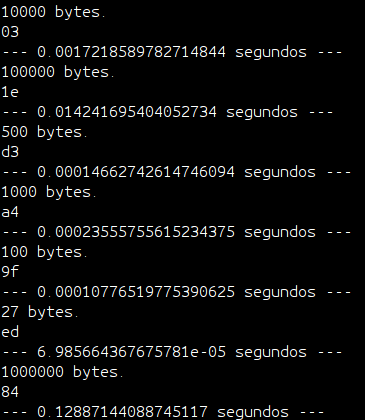 10000 bytes.
03
--- 0.0017218589782714844 segundos ---
100000 bytes.
1e
--- 0.014241695404052734 segundos ---
500 bytes.
d3
--- 0.00014662742614746094 segundos ---
1000 bytes.
a4
--- 0.00023555755615234375 segundos ---
100 bytes.
9f
--- 0.00010776519775390625 segundos ---
27 bytes.
ed
--- 6.985664367675781e-05 segundos ---
1000000 bytes.
84
--- 0.12887144088745117 segundos ---